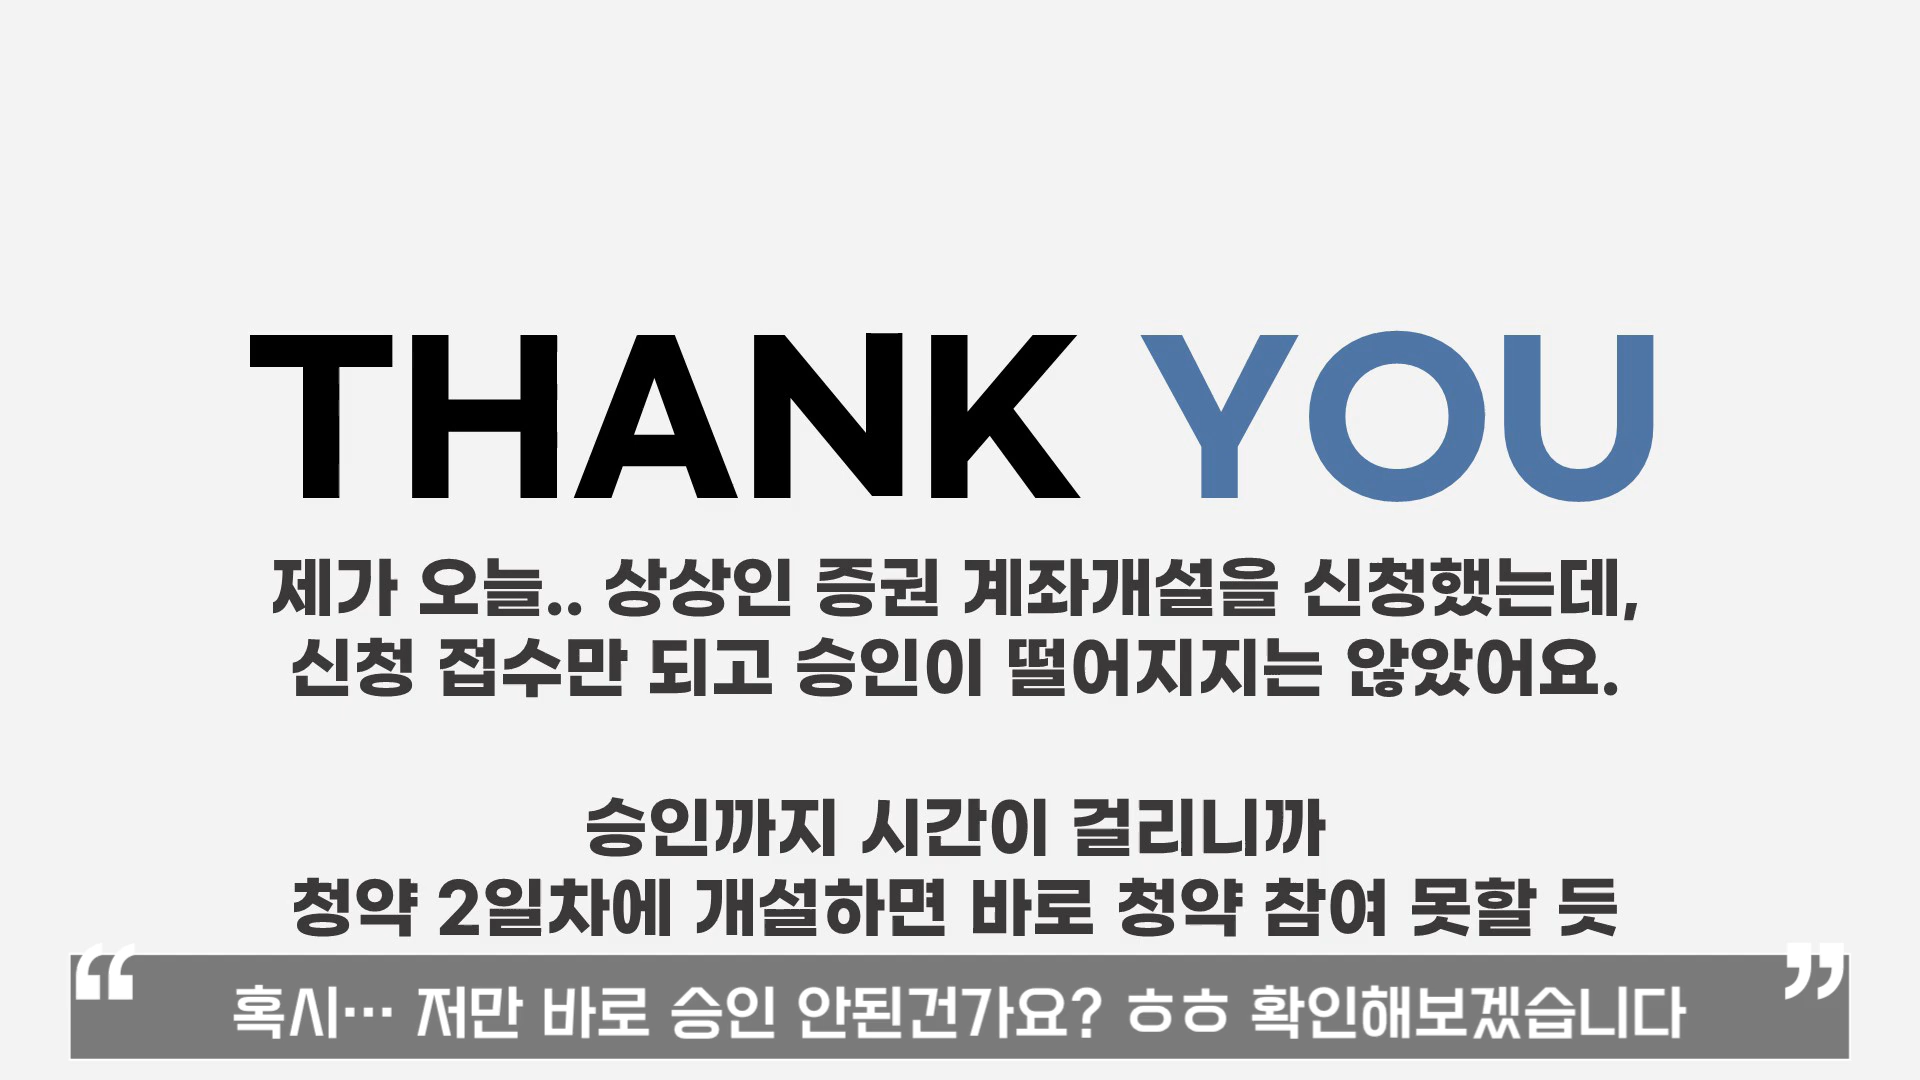 THANK YOU
제가 오늘.. 상상인 증권 계좌개설을 신청했는데,
신청 접수만 되고 승인이 떨어지지는 않았어요.
승인까지 시간이 걸리니까
청약 2일차에 개설하면 바로 청약 참여 못할 듯
“ 혹시… 저만 바로 승인 안된건가요? ㅎㅎ 확인해보겠습니다 ”